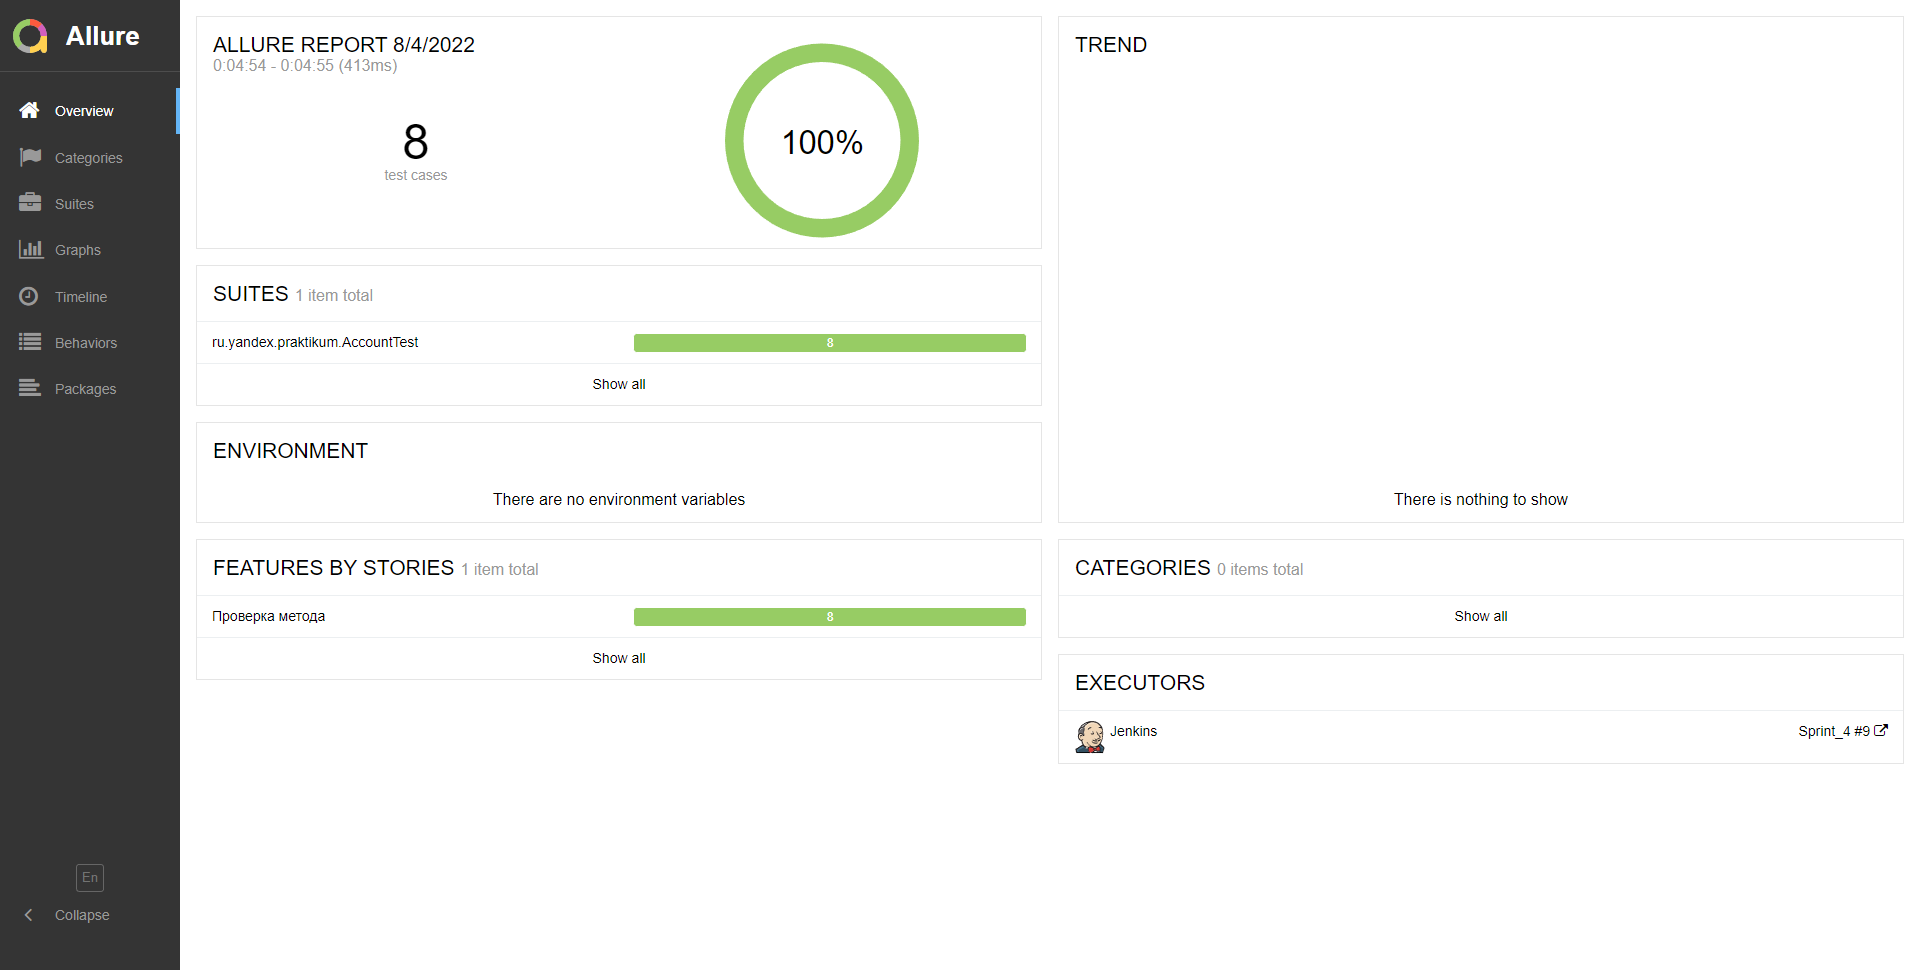 Allure
Overview
Categories
Suites
Graphs
Timeline
Behaviors
Packages
En
Collapse
ALLURE REPORT 8/4/2022
0:04:54 - 0:04:55 (413ms)
8
test cases
100%
SUITES 1 item total
ru.yandex.praktikum.AccountTest 8
Show all
ENVIRONMENT
There are no environment variables
FEATURES BY STORIES 1 item total
Проверка метода 8
Show all
TREND
There is nothing to show
CATEGORIES 0 items total
Show all
EXECUTORS
Jenkins Sprint_4 #9